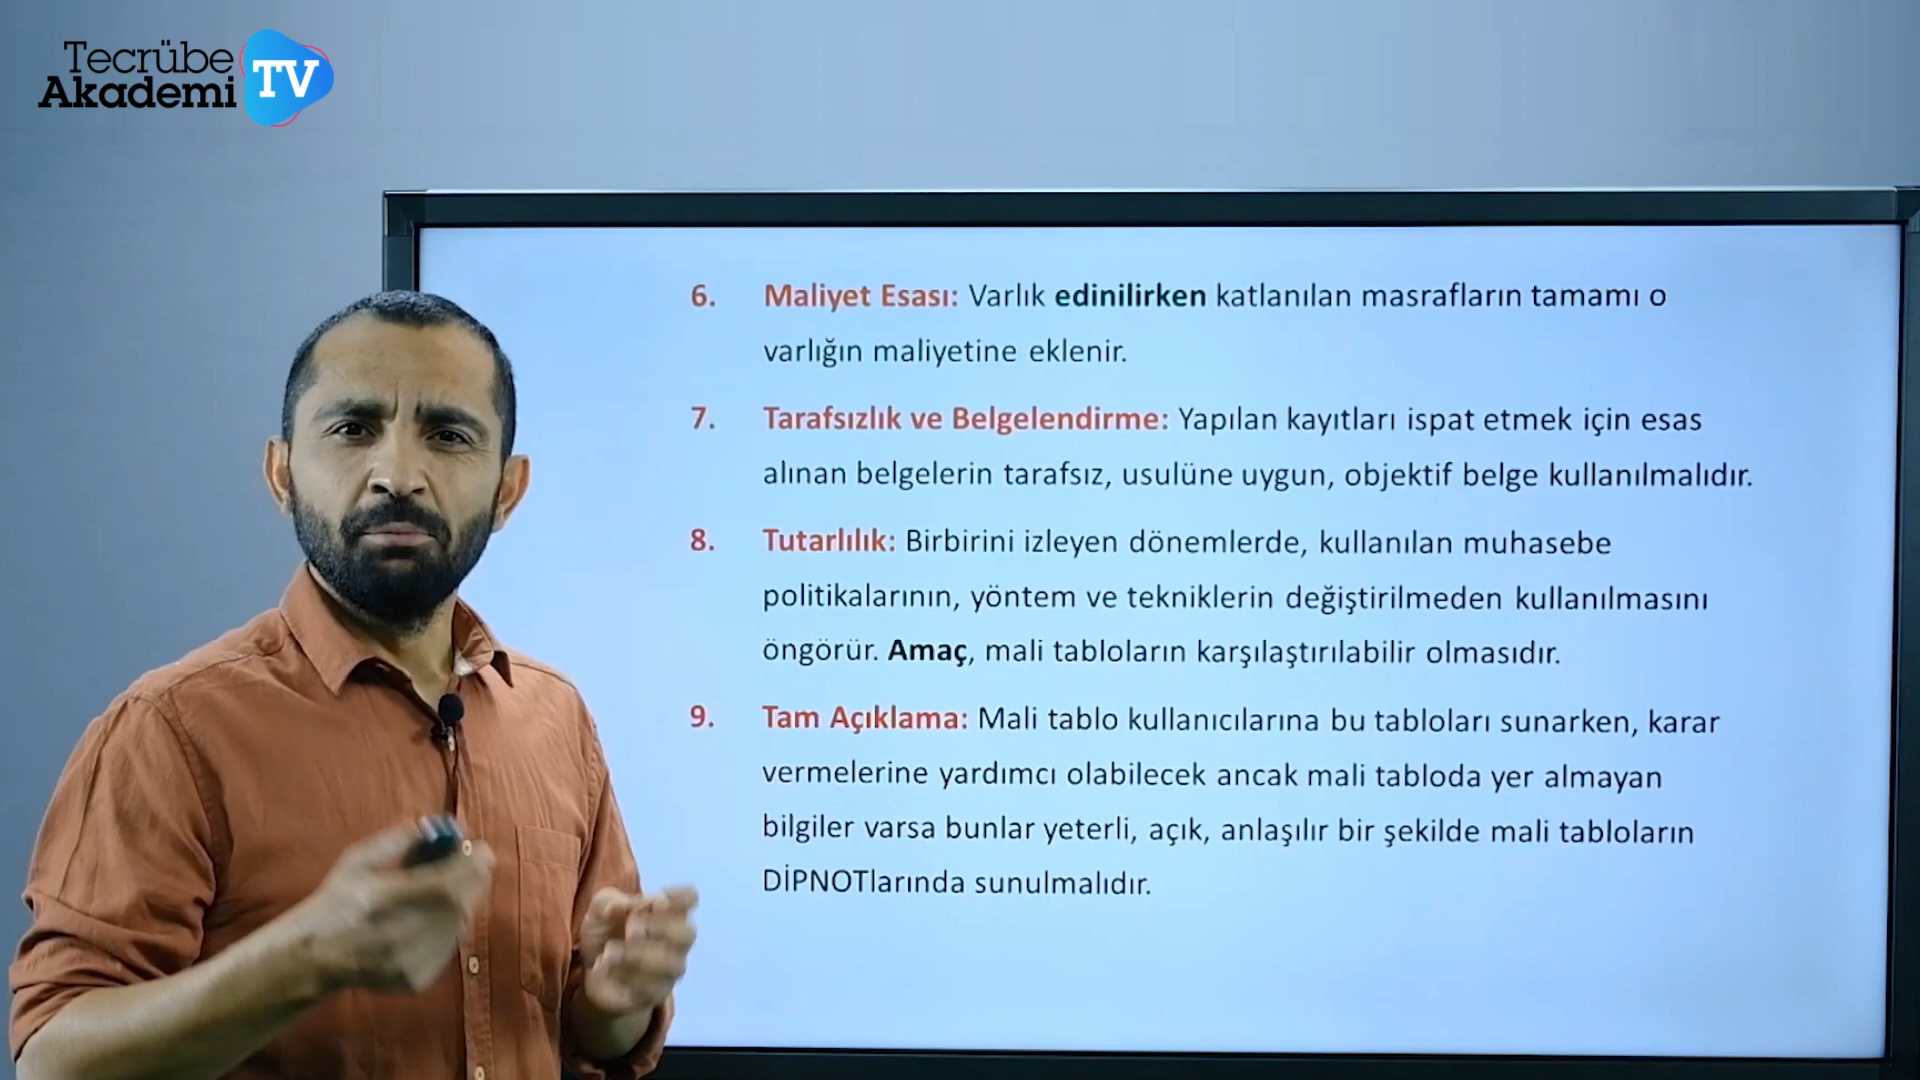 Tecrübe
Akademi TV
6. Maliyet Esası: Varlık edinilirken katlanılan masrafların tamamı o
varlığın maliyetine eklenir.
7. Tarafsızlık ve Belgelendirme: Yapılan kayıtları ispat etmek için esas
alınan belgelerin tarafsız, usulüne uygun, objektif belge kullanılmalıdır.
8. Tutarlılık: Birbirini izleyen dönemlerde, kullanılan muhasebe
politikalarının, yöntem ve tekniklerin değiştirilmeden kullanılmasını
öngörür. Amaç, mali tabloların karşılaştırılabilir olmasıdır.
9. Tam Açıklama: Mali tablo kullanıcılarına bu tabloları sunarken, karar
vermelerine yardımcı olabilecek ancak mali tabloda yer almayan
bilgiler varsa bunlar yeterli, açık, anlaşılır bir şekilde mali tabloların
DİPNOTlarında sunulmalıdır.